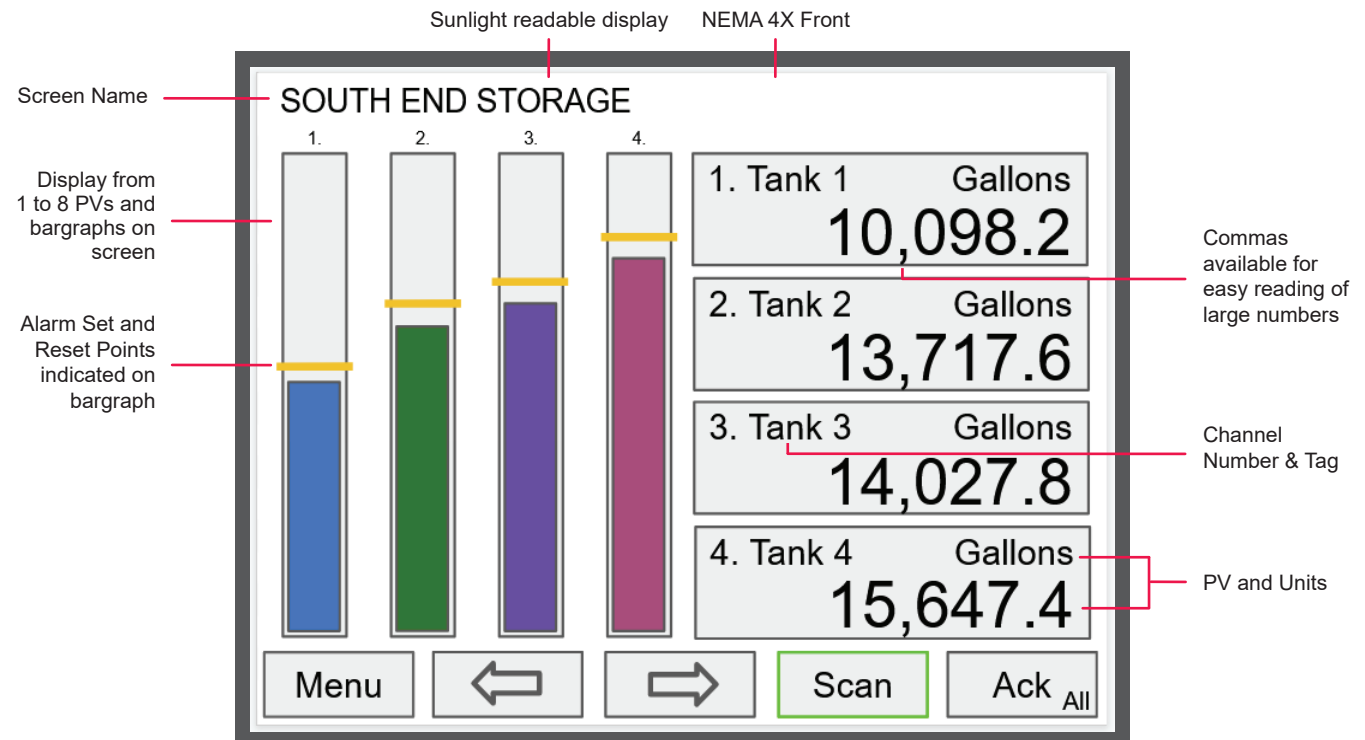 Sunlight readable display
NEMA 4X Front
Screen Name
SOUTH END STORAGE
1.
2.
3.
4.
Display from
1 to 8 PVs and
bargraphs on
screen
Alarm Set and
Reset Points
indicated on
bargraph
1. Tank 1 Gallons
10,098.2
2. Tank 2 Gallons
13,717.6
3. Tank 3 Gallons
14,027.8
4. Tank 4 Gallons
15,647.4
Commas
available for
easy reading of
large numbers
Channel
Number & Tag
PV and Units
Menu
Scan
Ack All